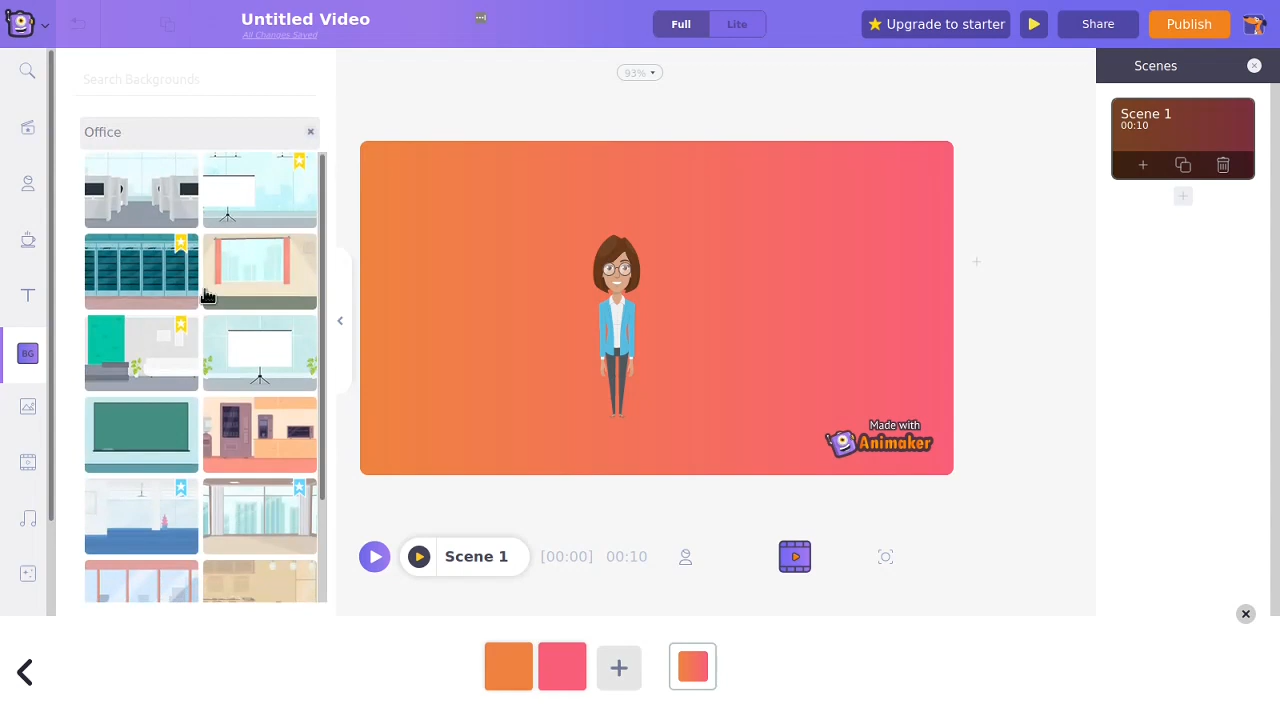 Untitled Video
All Changes Saved
Full
Lite
Upgrade to starter
Share
Publish
Search Backgrounds
93%
Scenes
Office
Scene 1
00:10
BG
Made with
Animaker
Scene 1
[00:00]
00:10